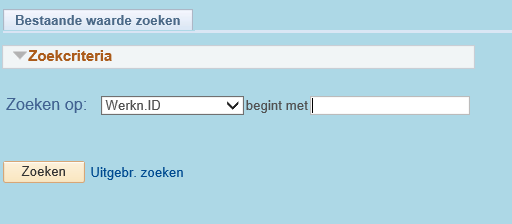 Bestaande waarde zoeken
Zoekcriteria
Zoeken op: Werkn.ID begint met
Zoeken Uitgebr. zoeken